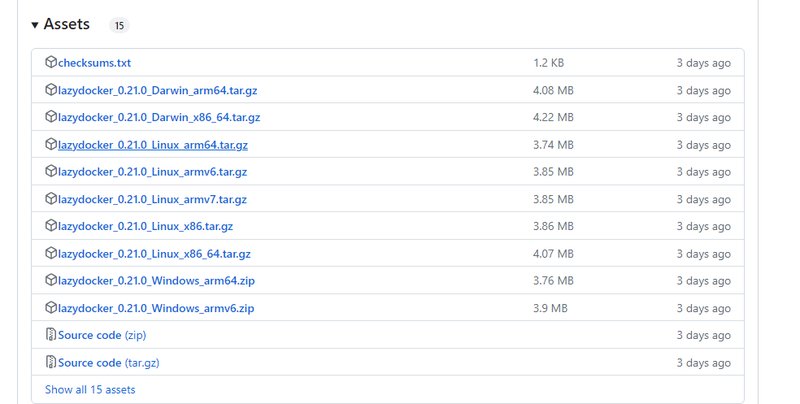 Assets 15
checksums.txt 1.2 KB 3 days ago
lazydocker_0.21.0_Darwin_arm64.tar.gz 4.08 MB 3 days ago
lazydocker_0.21.0_Darwin_x86_64.tar.gz 4.22 MB 3 days ago
lazydocker_0.21.0_Linux_arm64.tar.gz 3.74 MB 3 days ago
lazydocker_0.21.0_Linux_armv6.tar.gz 3.85 MB 3 days ago
lazydocker_0.21.0_Linux_armv7.tar.gz 3.85 MB 3 days ago
lazydocker_0.21.0_Linux_x86.tar.gz 3.86 MB 3 days ago
lazydocker_0.21.0_Linux_x86_64.tar.gz 4.07 MB 3 days ago
lazydocker_0.21.0_Windows_arm64.zip 3.76 MB 3 days ago
lazydocker_0.21.0_Windows_armv6.zip 3.9 MB 3 days ago
Source code (zip) 3 days ago
Source code (tar.gz) 3 days ago
Show all 15 assets